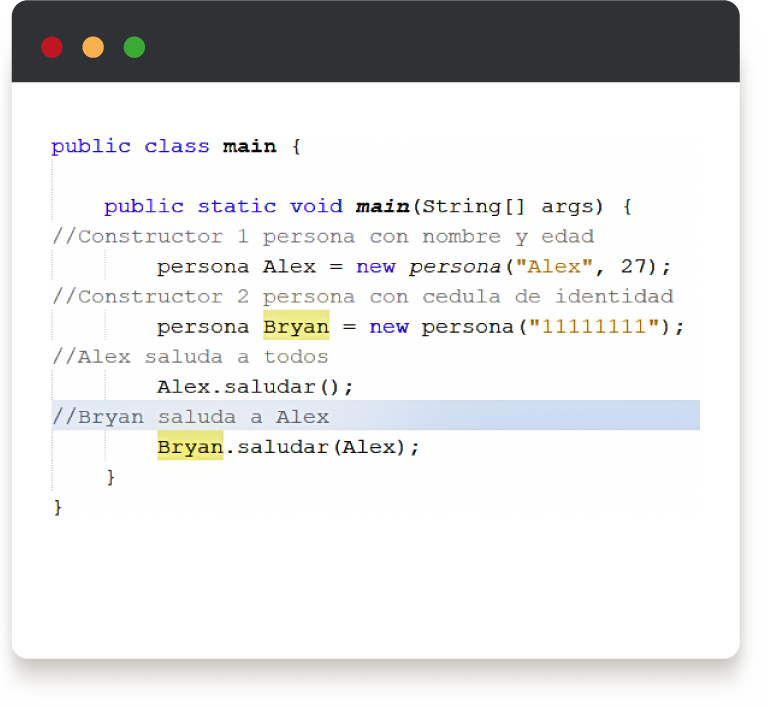 public class main {
public static void main(String[] args) {
//Constructor 1 persona con nombre y edad
persona Alex = new persona("Alex", 27);
//Constructor 2 persona con cedula de identidad
persona Bryan = new persona("11111111");
//Alex saluda a todos
Alex.saludar();
//Bryan saluda a Alex
Bryan.saludar(Alex);
}
}